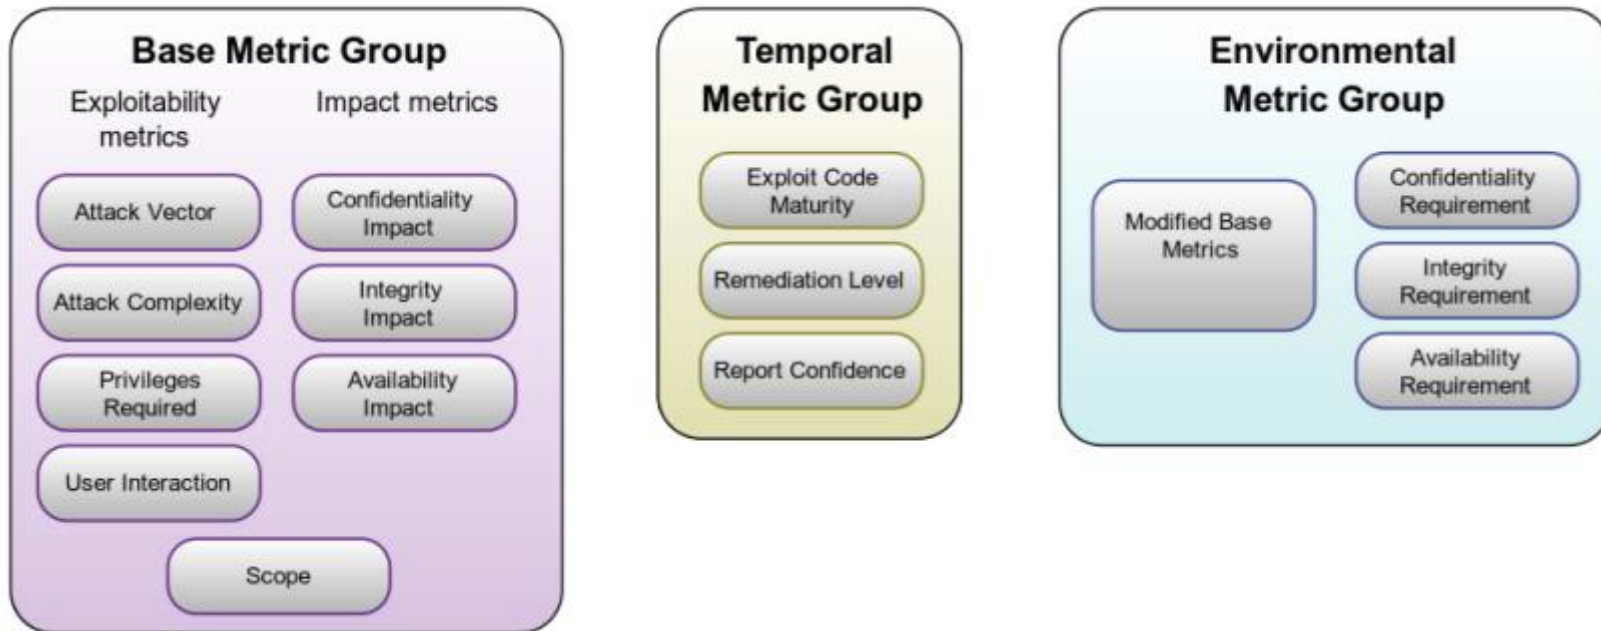 Base Metric Group
Exploitability
metrics
Impact metrics
Attack Vector
Attack Complexity
Privileges
Required
User Interaction
Confidentiality
Impact
Integrity
Impact
Availability
Impact
Scope
Temporal
Metric Group
Exploit Code
Maturity
Remediation Level
Report Confidence
Environmental
Metric Group
Modified Base
Metrics
Confidentiality
Requirement
Integrity
Requirement
Availability
Requirement